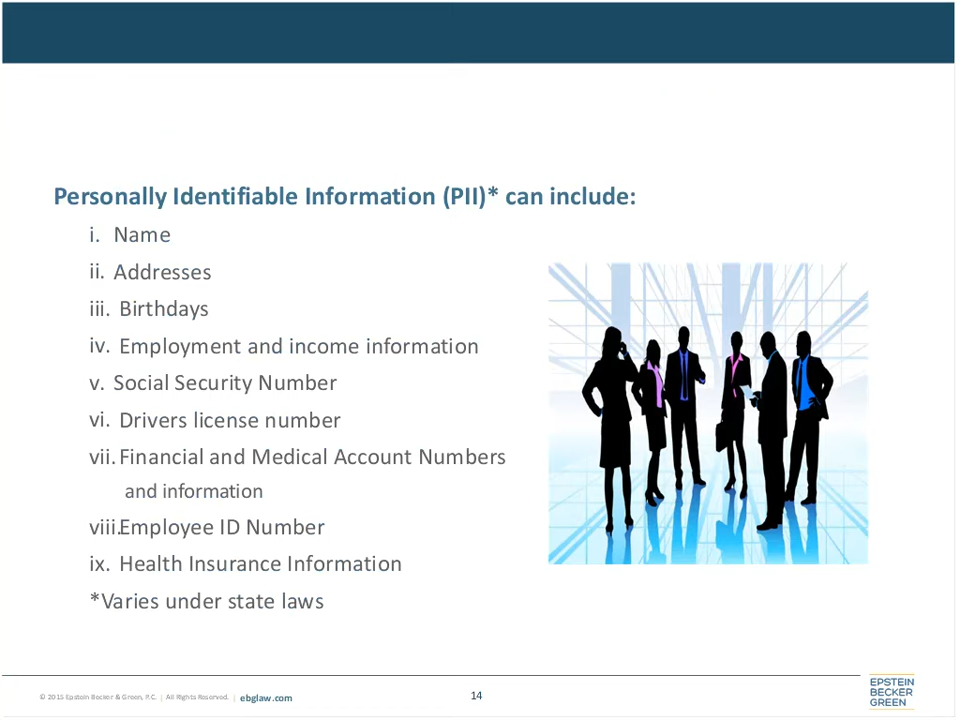 Personally Identifiable Information (PII)* can include:
i. Name
ii. Addresses
iii. Birthdays
iv. Employment and income information
v. Social Security Number
vi. Drivers license number
vii. Financial and Medical Account Numbers
and information
viii. Employee ID Number
ix. Health Insurance Information
*Varies under state laws
© 2015 Epstein Becker & Green, P.C. | All Rights Reserved. | ebglaw.com
14
EPSTEIN
BECKER
GREEN